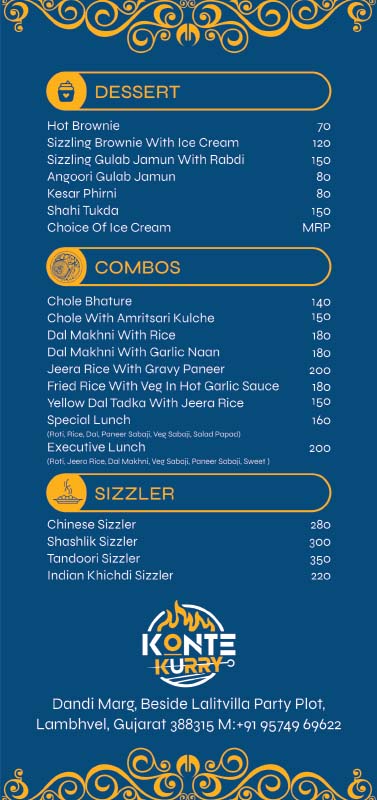 DESSERT
Hot Brownie 70
Sizzling Brownie With Ice Cream 120
Sizzling Gulab Jamun With Rabdi 150
Angoori Gulab Jamun 80
Kesar Phirni 80
Shahi Tukda 150
Choice Of Ice Cream MRP
COMBOS
Chole Bhature 140
Chole With Amritsari Kulche 150
Dal Makhni With Rice 180
Dal Makhni With Garlic Naan 180
Jeera Rice With Gravy Paneer 200
Fried Rice With Veg In Hot Garlic Sauce 180
Yellow Dal Tadka With Jeera Rice 150
Special Lunch 160
(Roti, Rice, Dal, Paneer Sabaji, Veg Sabaji, Salad Papad)
Executive Lunch 200
(Roti, Jeera Rice, Dal Makhni, Veg Sabaji, Paneer Sabaji, Sweet )
SIZZLER
Chinese Sizzler 280
Shashlik Sizzler 300
Tandoori Sizzler 350
Indian Khichdi Sizzler 220
KONTE
KURRY
Dandi Marg, Beside Lalitvilla Party Plot,
Lambhvel, Gujarat 388315 M:+91 95749 69622